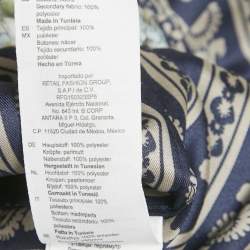 Secondary fabric: 100%
polyester
Made in Tunisia
ES Tejido principal: 100%
MX poliéster
Botones: nácar
Tejido secundario: 100%
poliéster
Hecho en Túnez
Importado por
RETAIL FASHION GROUP,
S.A.P.I de C.V.
Avenida Ejército Nacional
No. 843 B CORP
ANTARA II P 3, Col. Granada,
Miguel Hidalgo,
C.P 11520 Ciudad de México,
México
DE Hauptstoff: 100% polyester
Knöpfe: perlmutt
Nebenstoff: 100% polyester
Hergestellt in Tunesien
NL Hoofdstof: 100% polyester
Knopen: paarlemoer
Bijstof: 100% polyester
Gemaakt in Tunesië
IT Tessuto principale: 100%
poliestere
Bottoni: madreperla
Tessuto secondario: 100%
poliestere
Fatto in Tunisia